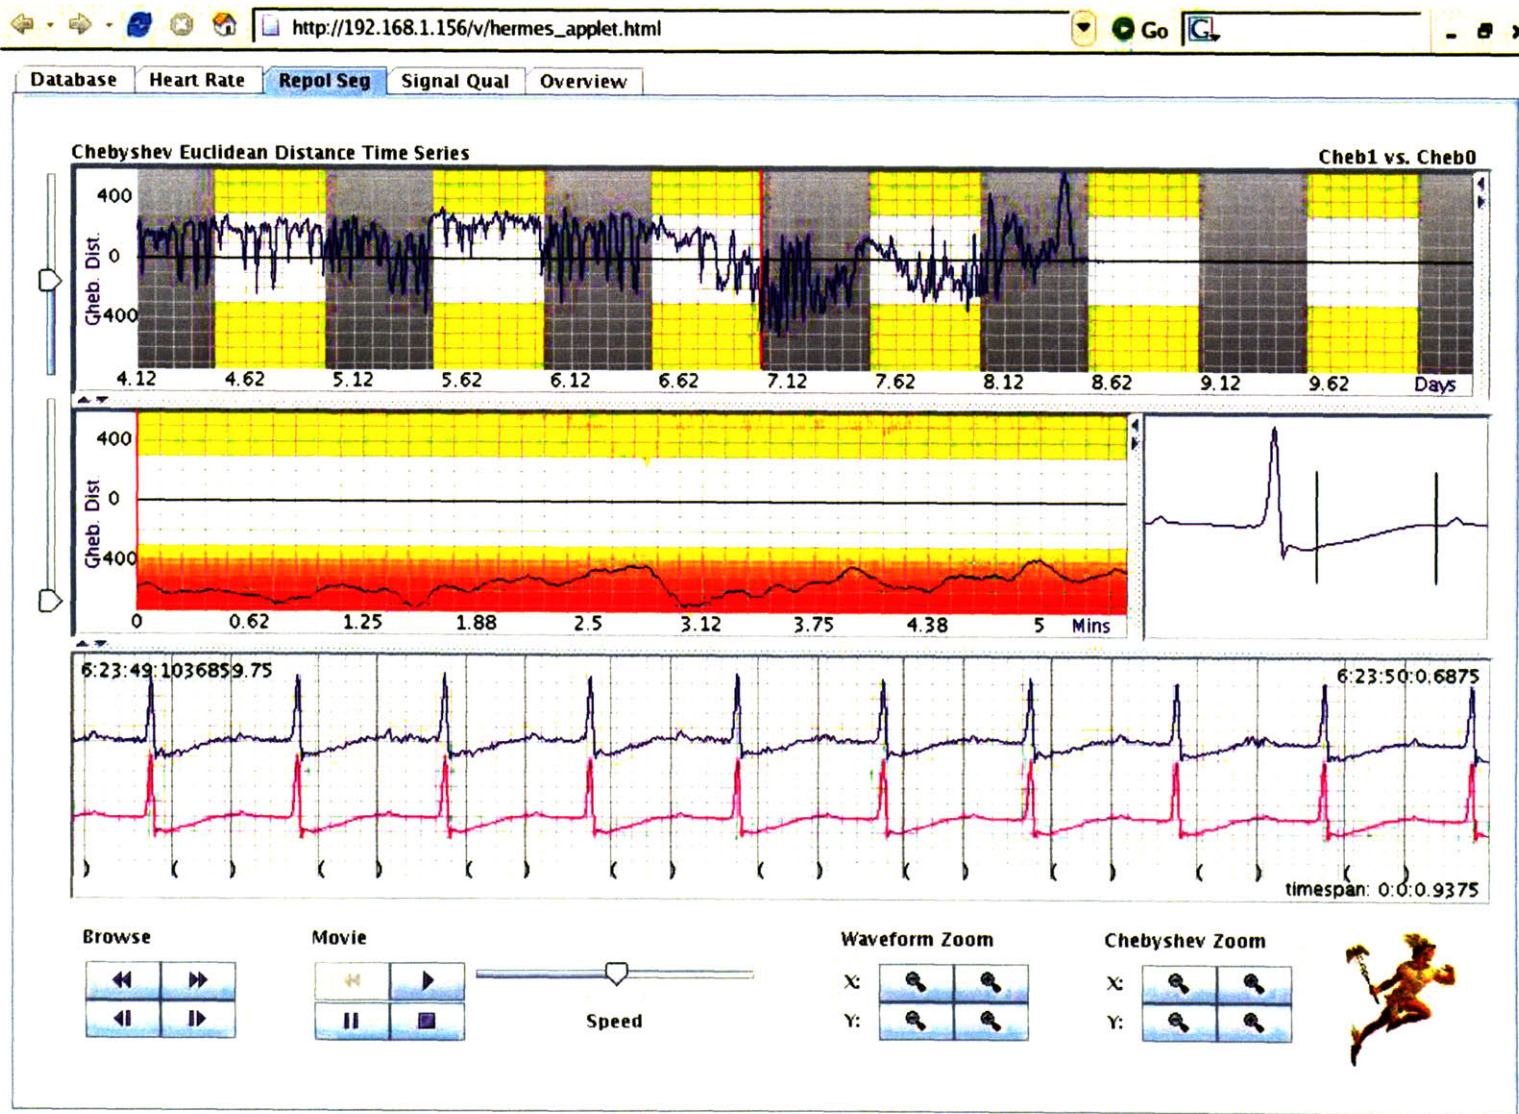 http://192.168.1.156/v/hermes_applet.html Go G
Database Heart Rate Repol Seg Signal Qual Overview
Chebyshev Euclidean Distance Time Series Cheb1 vs. Cheb0
400
0
400
Cheb. Dist.
4.12 4.62 5.12 5.62 6.12 6.62 7.12 7.62 8.12 8.62 9.12 9.62 Days
400
0
400
Cheb. Dist
0 0.62 1.25 1.88 2.5 3.12 3.75 4.38 5 Mins
6:23:49:1036859.75 6:23:50:0.6875
) ( ) ( ) ( ) ( ) ( ) ( ) ( ) ( ) ( )
timespan: 0:0:0.9375
Browse Movie Waveform Zoom Chebyshev Zoom
X: X:
Speed Y: Y: